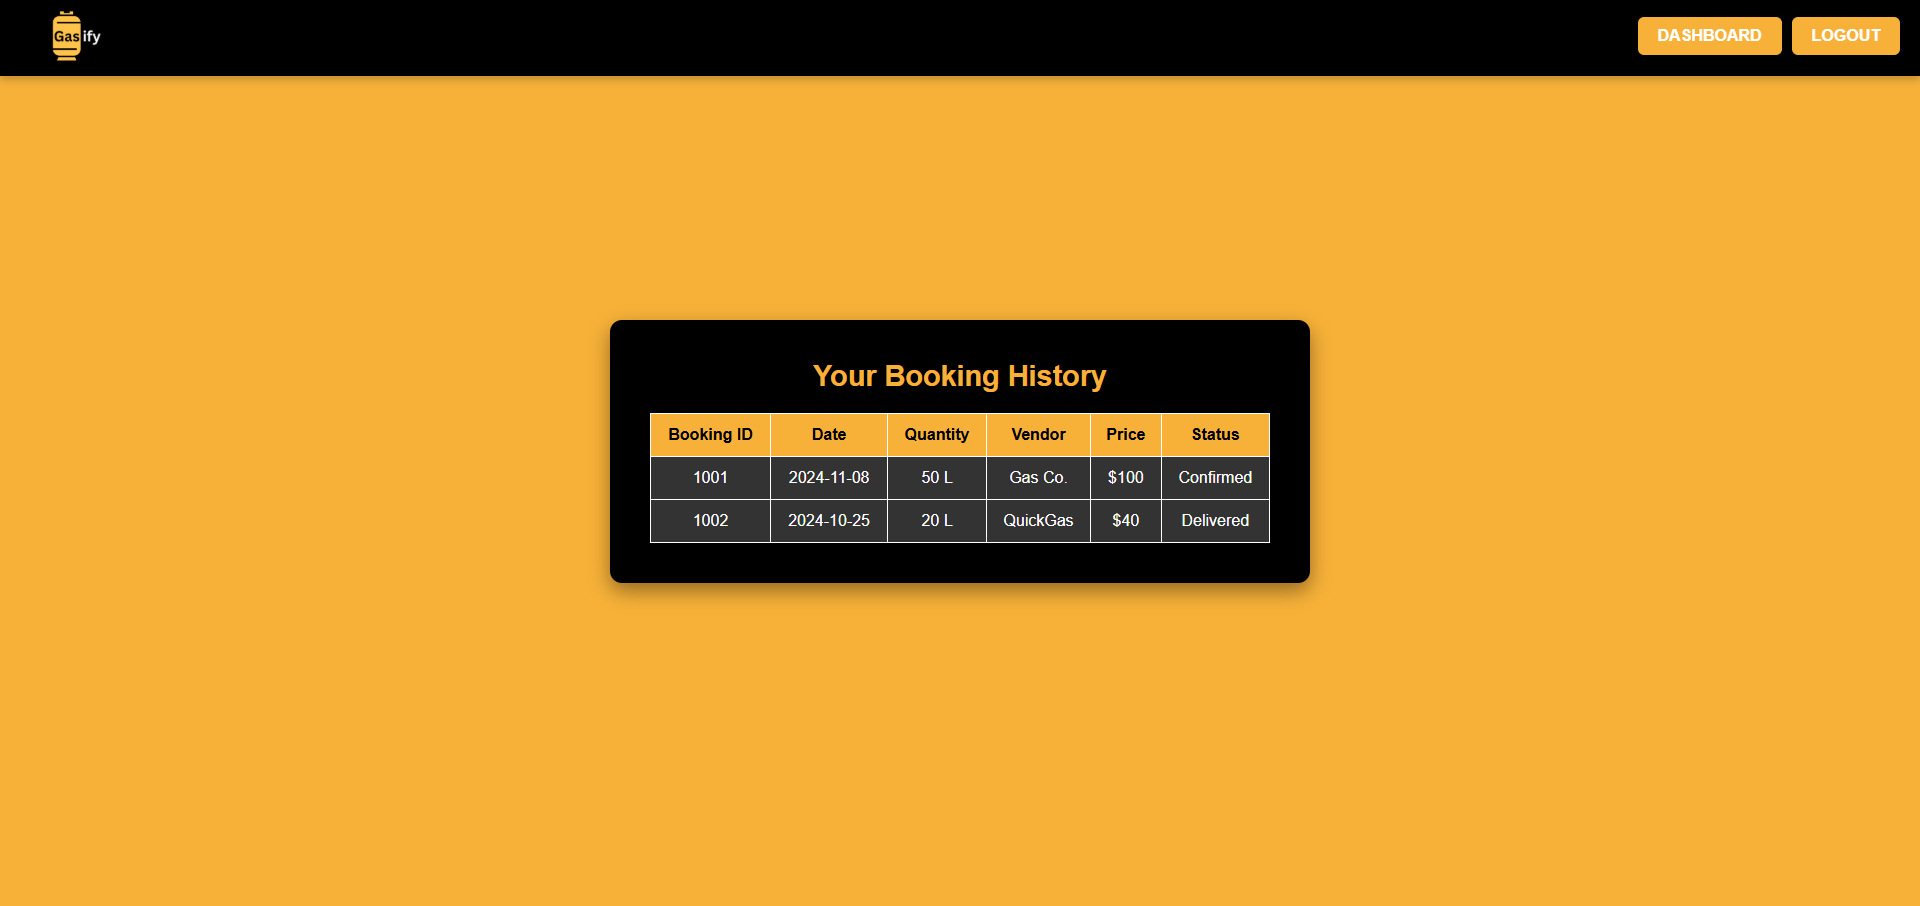 Gasify
DASHBOARD LOGOUT
Your Booking History
Booking ID Date Quantity Vendor Price Status
1001 2024-11-08 50 L Gas Co. $100 Confirmed
1002 2024-10-25 20 L QuickGas $40 Delivered